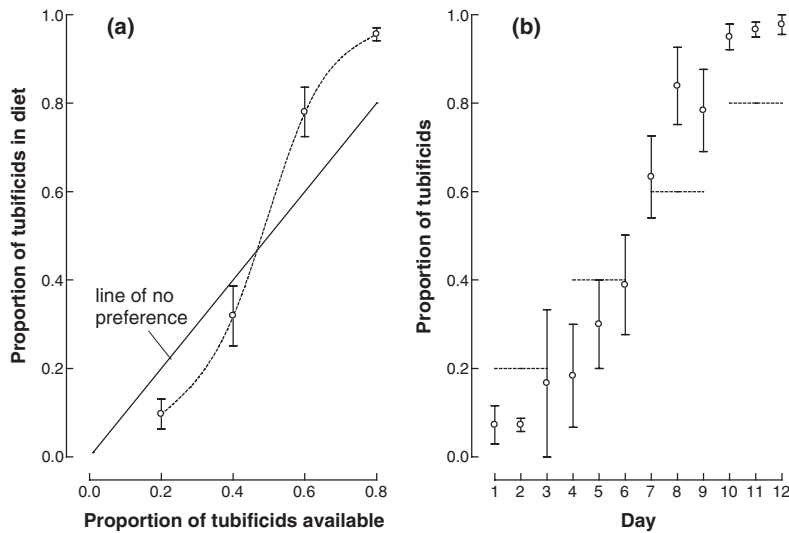 (a)
1.0
0.8
0.6
0.4
0.2
0.0
Proportion of tubificids in diet
line of no
preference
0.0 0.2 0.4 0.6 0.8
Proportion of tubificids available
(b)
1.0
0.8
0.6
0.4
0.2
0.0
Proportion of tubificids
1 2 3 4 5 6 7 8 9 10 11 12
Day